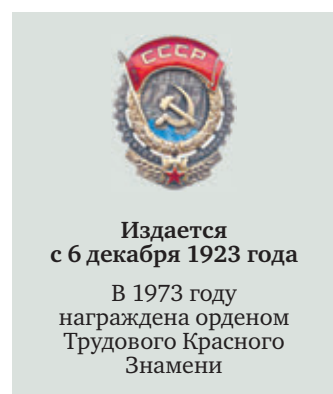 СССР
Издается
с 6 декабря 1923 года
В 1973 году
награждена орденом
Трудового Красного
Знамени